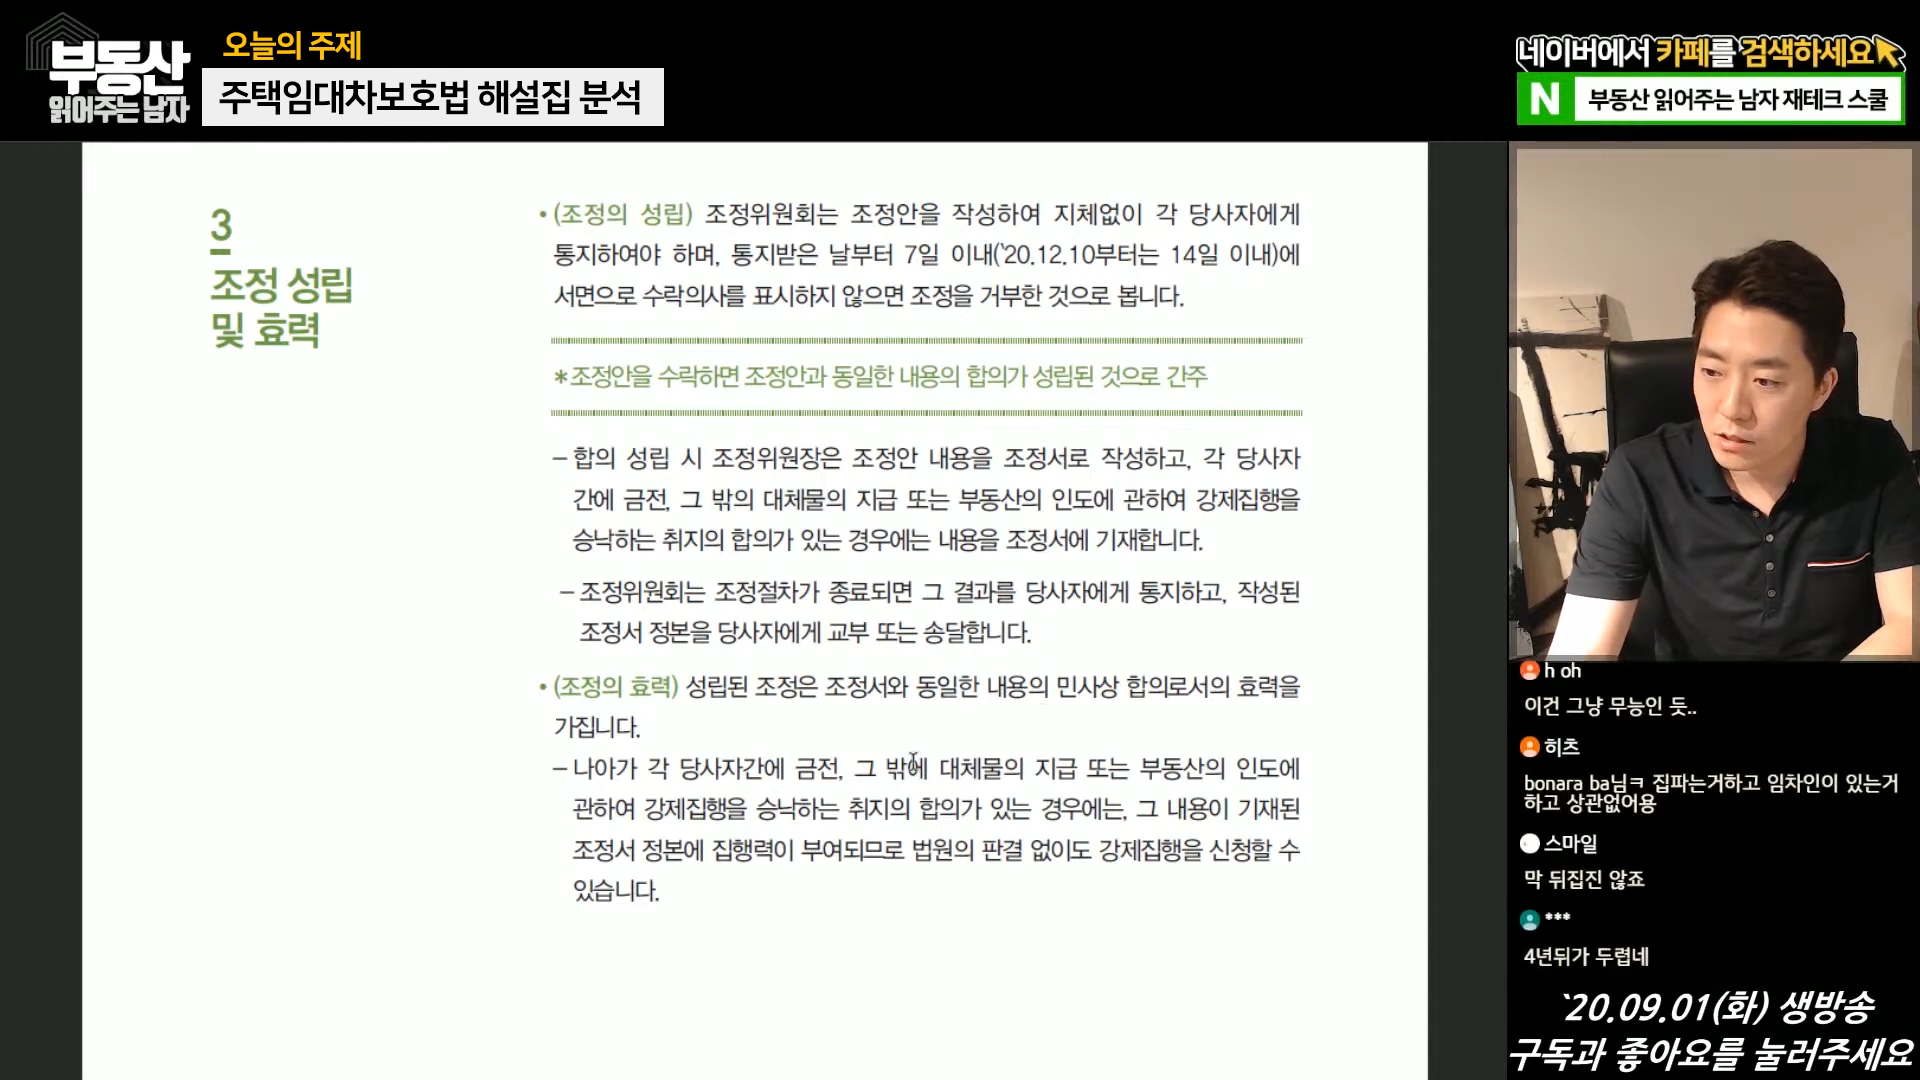 부동산
읽어주는 남자
오늘의 주제
주택임대차보호법 해설집 분석
네이버에서 카페를 검색하세요
N 부동산 읽어주는 남자 재테크 스쿨
3
조정 성립
및 효력
• (조정의 성립) 조정위원회는 조정안을 작성하여 지체없이 각 당사자에게
통지하여야 하며, 통지받은 날부터 7일 이내('20.12.10부터는 14일 이내)에
서면으로 수락의사를 표시하지 않으면 조정을 거부한 것으로 봅니다.
*조정안을 수락하면 조정안과 동일한 내용의 합의가 성립된 것으로 간주
– 합의 성립 시 조정위원장은 조정안 내용을 조정서로 작성하고, 각 당사자
간에 금전, 그 밖의 대체물의 지급 또는 부동산의 인도에 관하여 강제집행을
승낙하는 취지의 합의가 있는 경우에는 내용을 조정서에 기재합니다.
– 조정위원회는 조정절차가 종료되면 그 결과를 당사자에게 통지하고, 작성된
조정서 정본을 당사자에게 교부 또는 송달합니다.
• (조정의 효력) 성립된 조정은 조정서와 동일한 내용의 민사상 합의로서의 효력을
가집니다.
– 나아가 각 당사자간에 금전, 그 밖에 대체물의 지급 또는 부동산의 인도에
관하여 강제집행을 승낙하는 취지의 합의가 있는 경우에는, 그 내용이 기재된
조정서 정본에 집행력이 부여되므로 법원의 판결 없이도 강제집행을 신청할 수
있습니다.
h oh
이건 그냥 무능인 듯..
히츠
bonara ba님ㅋ 집파는거하고 임차인이 있는거
하고 상관없어용
스마일
막 뒤집진 않죠
***
4년뒤가 두렵네
`20.09.01(화) 생방송
구독과 좋아요를 눌러주세요